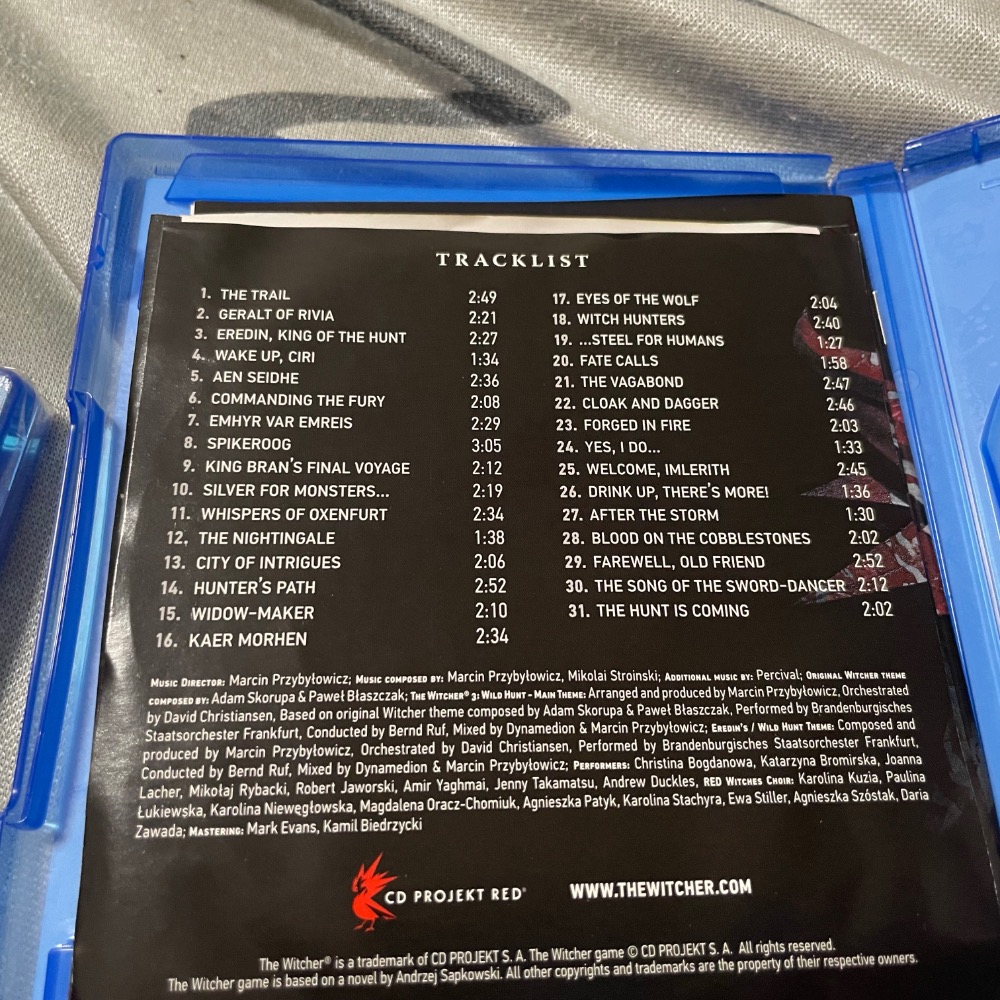 TRACKLIST
1. THE TRAIL 2:49
2. GERALT OF RIVIA 2:21
3. EREDIN, KING OF THE HUNT 2:27
4. WAKE UP, CIRI 1:34
5. AEN SEIDHE 2:36
6. COMMANDING THE FURY 2:08
7. EMHYR VAR EMREIS 2:29
8. SPIKEROOG 3:05
9. KING BRAN'S FINAL VOYAGE 2:12
10. SILVER FOR MONSTERS... 2:19
11. WHISPERS OF OXENFURT 2:34
12. THE NIGHTINGALE 1:38
13. CITY OF INTRIGUES 2:06
14. HUNTER'S PATH 2:52
15. WIDOW-MAKER 2:10
16. KAER MORHEN 2:34
17. EYES OF THE WOLF 2:04
18. WITCH HUNTERS 2:40
19. ...STEEL FOR HUMANS 1:27
20. FATE CALLS 1:58
21. THE VAGABOND 2:47
22. CLOAK AND DAGGER 2:46
23. FORGED IN FIRE 2:03
24. YES, I DO... 1:33
25. WELCOME, IMLERITH 2:45
26. DRINK UP, THERE'S MORE! 1:36
27. AFTER THE STORM 1:30
28. BLOOD ON THE COBBLESTONES 2:02
29. FAREWELL, OLD FRIEND 2:52
30. THE SONG OF THE SWORD-DANCER 2:12
31. THE HUNT IS COMING 2:02
MUSIC DIRECTOR: Marcin Przybyłowicz; MUSIC COMPOSED BY: Marcin Przybyłowicz, Mikolai Stroinski; ADDITIONAL MUSIC BY: Percival; ORIGINAL WITCHER THEME
COMPOSED BY: Adam Skorupa & Paweł Błaszczak; THE WITCHER® 3: WILD HUNT - MAIN THEME: Arranged and produced by Marcin Przybyłowicz, Orchestrated
by David Christiansen, Based on original Witcher theme composed by Adam Skorupa & Paweł Błaszczak, Performed by Brandenburgisches
Staatsorchester Frankfurt, Conducted by Bernd Ruf, Mixed by Dynamedion & Marcin Przybyłowicz; EREDIN'S / WILD HUNT THEME: Composed and
produced by Marcin Przybyłowicz, Orchestrated by David Christiansen, Performed by Brandenburgisches Staatsorchester Frankfurt,
Conducted by Bernd Ruf, Mixed by Dynamedion & Marcin Przybyłowicz; PERFORMERS: Christina Bogdanowa, Katarzyna Bromirska, Joanna
Lacher, Mikołaj Rybacki, Robert Jaworski, Amir Yaghmai, Jenny Takamatsu, Andrew Duckles, RED WITCHES CHOIR: Karolina Kuzia, Paulina
Łukiewska, Karolina Niewęgłowska, Magdalena Oracz-Chomiuk, Agnieszka Patyk, Karolina Stachyra, Ewa Stiller, Agnieszka Szóstak, Daria
Zawada; MASTERING: Mark Evans, Kamil Biedrzycki
CD PROJEKT RED®
WWW.THEWITCHER.COM
The Witcher® is a trademark of CD PROJEKT S. A. The Witcher game © CD PROJEKT S. A. All rights reserved.
The Witcher game is based on a novel by Andrzej Sapkowski. All other copyrights and trademarks are the property of their respective owners.